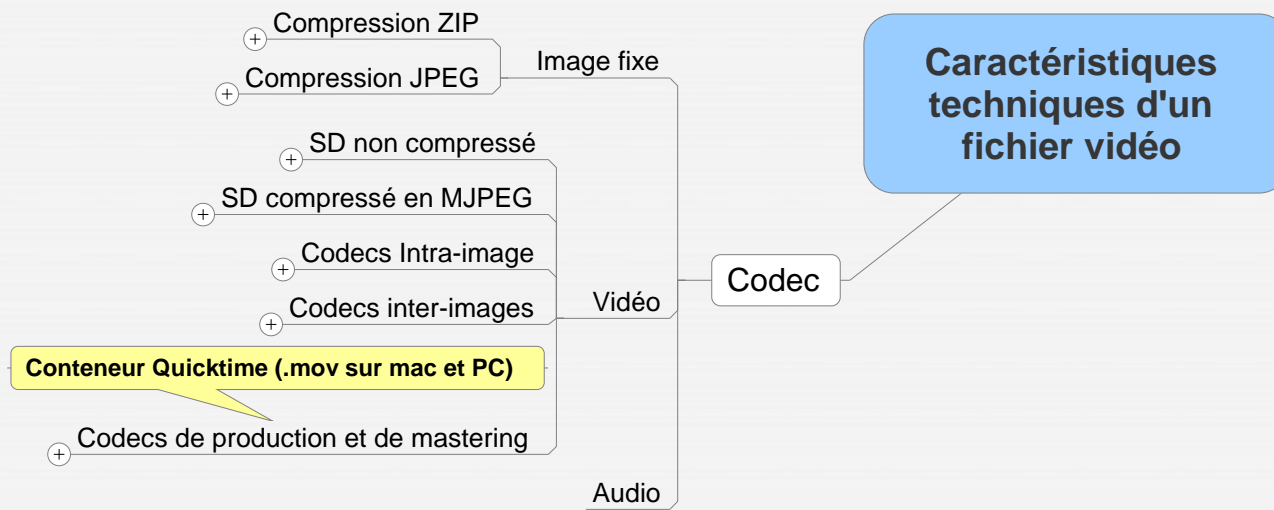 Compression ZIP
Compression JPEG
Image fixe
Caractéristiques
techniques d'un
fichier vidéo
SD non compressé
SD compressé en MJPEG
Codecs Intra-image
Codecs inter-images
Vidéo
Codec
Conteneur Quicktime (.mov sur mac et PC)
Codecs de production et de mastering
Audio